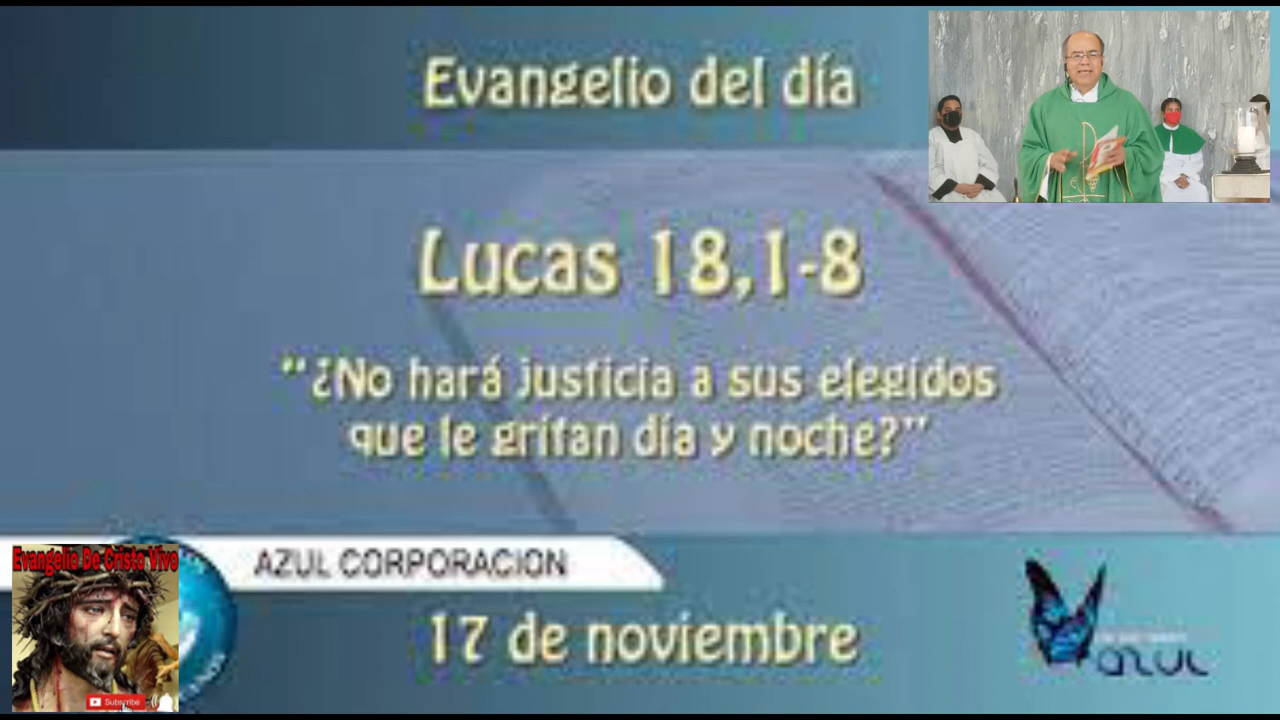 Evangelio del día
Lucas 18,1-8
"¿No hará justicia a sus elegidos
que le gritan día y noche?"
Evangelio De Cristo Vivo
AZUL CORPORACION
Subscribe
17 de noviembre
azul